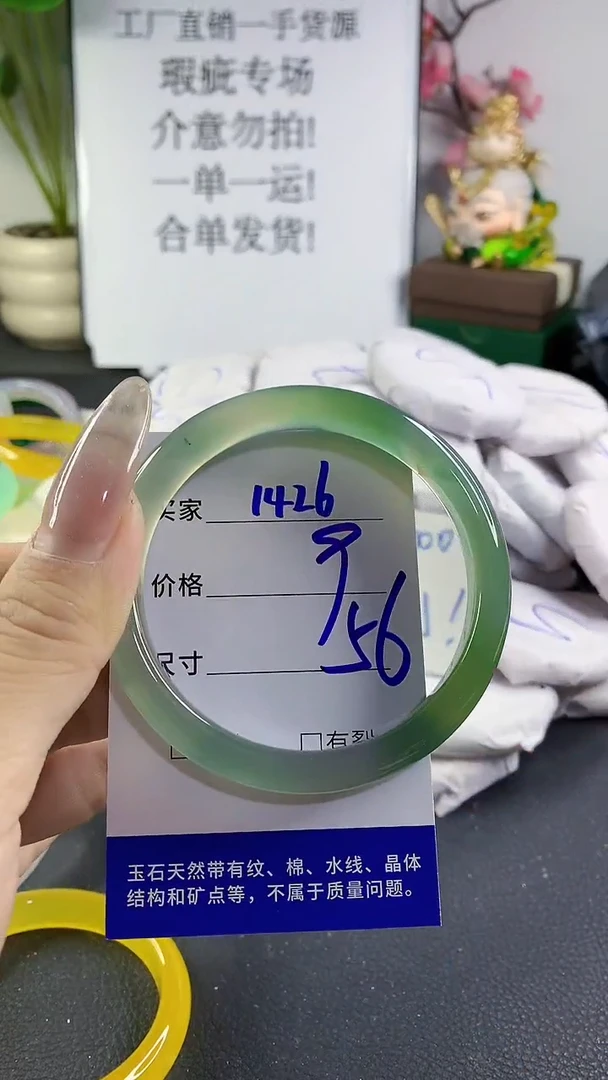 工厂直销一手货源
瑕疵专场
介意勿拍!
一单一运!
合单发货!
买家 1426
价格 9
尺寸 56
有裂
玉石天然带有纹、棉、水线、晶体
结构和矿点等，不属于质量问题。